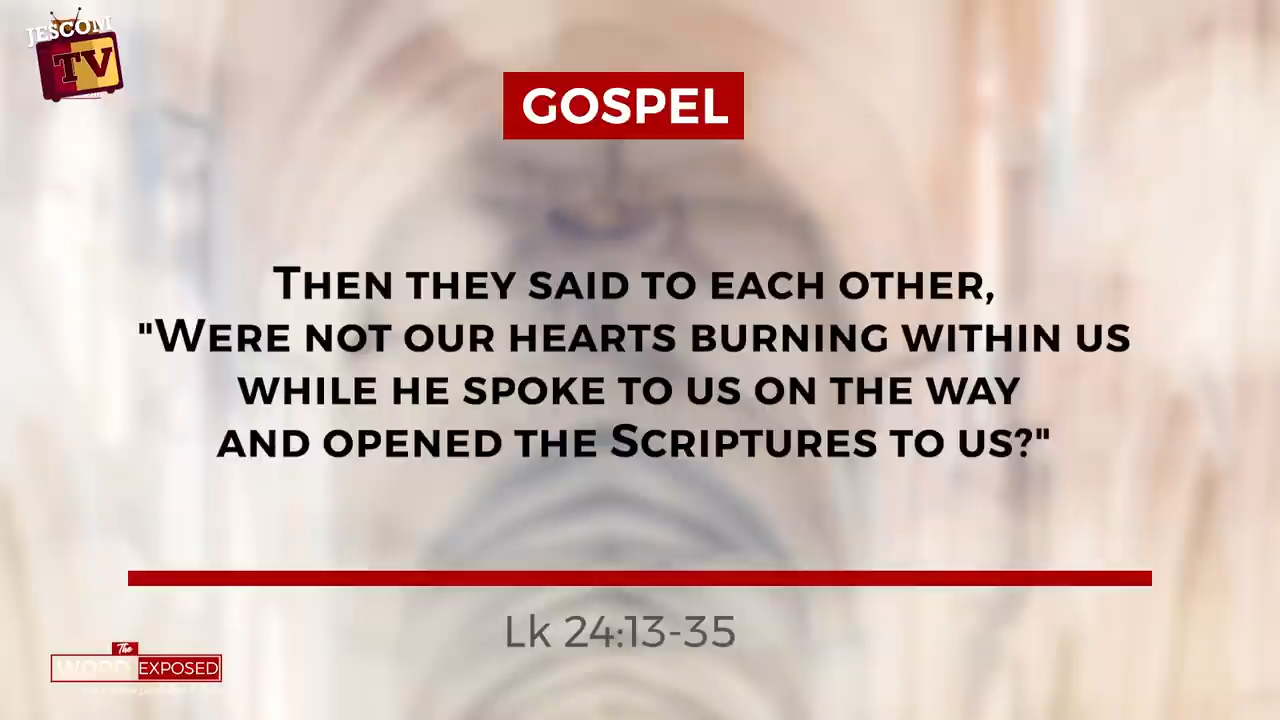 JESCOM
TV
GOSPEL
THEN THEY SAID TO EACH OTHER,
"WERE NOT OUR HEARTS BURNING WITHIN US
WHILE HE SPOKE TO US ON THE WAY
AND OPENED THE SCRIPTURES TO US?"
Lk 24:13-35
The
WORD EXPOSED